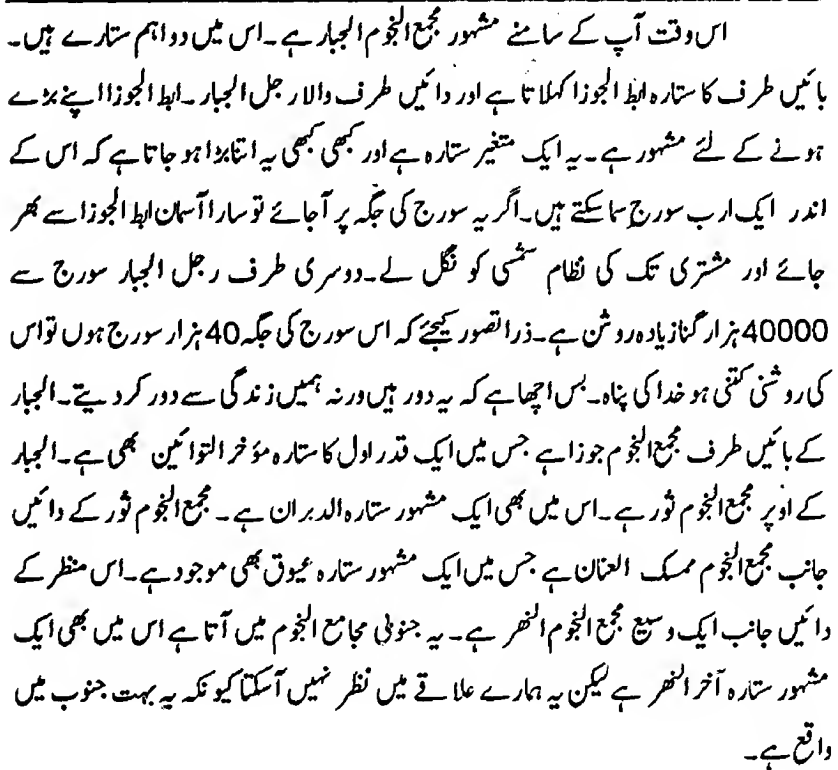 اس وقت آپ کے سامنے مشہور مجمع النجوم الجبار ہے۔ اس میں دو اہم ستارے ہیں۔
بائیں طرف کا ستارہ ابط الجوزا کہلاتا ہے اور دائیں طرف والا رجل الجبار۔ ابط الجوزا اپنے بڑے
ہونے کے لئے مشہور ہے۔ یہ ایک متغیر ستارہ ہے اور کبھی کبھی یہ اتنا بڑا ہو جاتا ہے کہ اس کے
اندر ایک ارب سورج سما سکتے ہیں۔ اگر یہ سورج کی جگہ پر آجائے تو سارا آسمان ابط الجوزا سے بھر
جائے اور مشتری تک کی نظام شمسی کو نگل لے۔ دوسری طرف رجل الجبار سورج سے
40000 ہزار گنا زیادہ روشن ہے۔ ذرا تصور کیجئے کہ اس سورج کی جگہ 40 ہزار سورج ہوں تو اس
کی روشنی کتنی ہو خدا کی پناہ۔ بس اچھا ہے کہ یہ دور ہیں ورنہ ہمیں زندگی سے دور کر دیتے۔ الجبار
کے بائیں طرف مجمع النجوم جوزا ہے جس میں ایک قدر اول کا ستارہ مؤخر التوائین بھی ہے۔ الجبار
کے اوپر مجمع النجوم ثور ہے۔ اس میں بھی ایک مشہور ستارہ الدبران ہے۔ مجمع النجوم ثور کے دائیں
جانب مجمع النجوم ممسک العنان ہے جس میں ایک مشہور ستارہ عیوق بھی موجود ہے۔ اس منظر کے
دائیں جانب ایک وسیع مجمع النجوم النھر ہے۔ یہ جنوبی مجامع النجوم میں آتا ہے اس میں بھی ایک
مشہور ستارہ آخر النھر ہے لیکن یہ ہمارے علاقے میں نظر نہیں آسکتا کیونکہ یہ بہت جنوب میں
واقع ہے۔